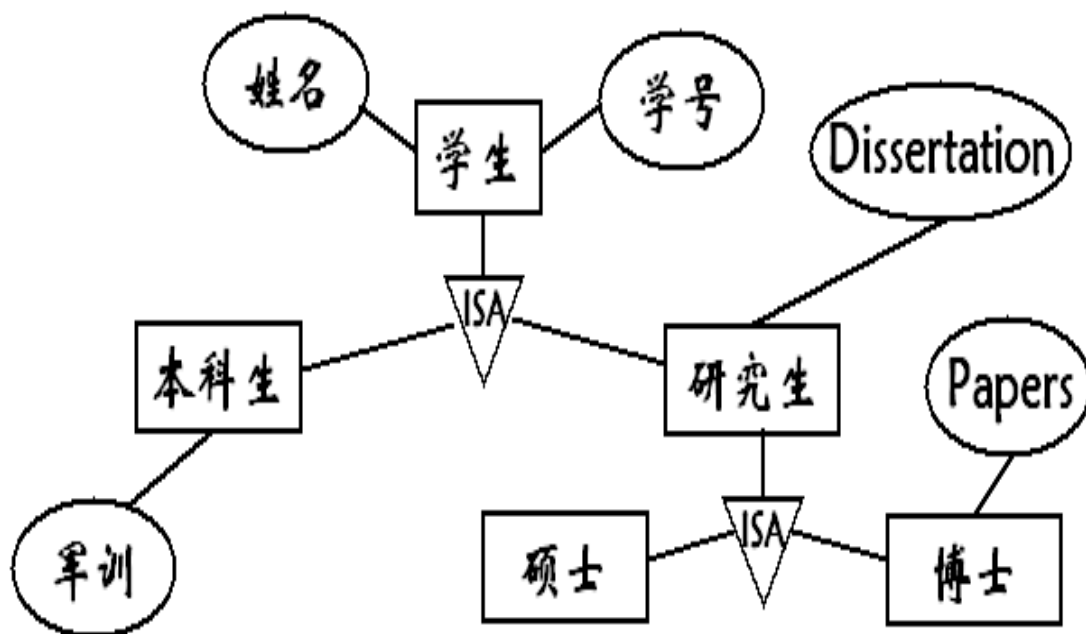 姓名
学号
学生
Dissertation
ISA
本科生
研究生
Papers
军训
硕士
ISA
博士